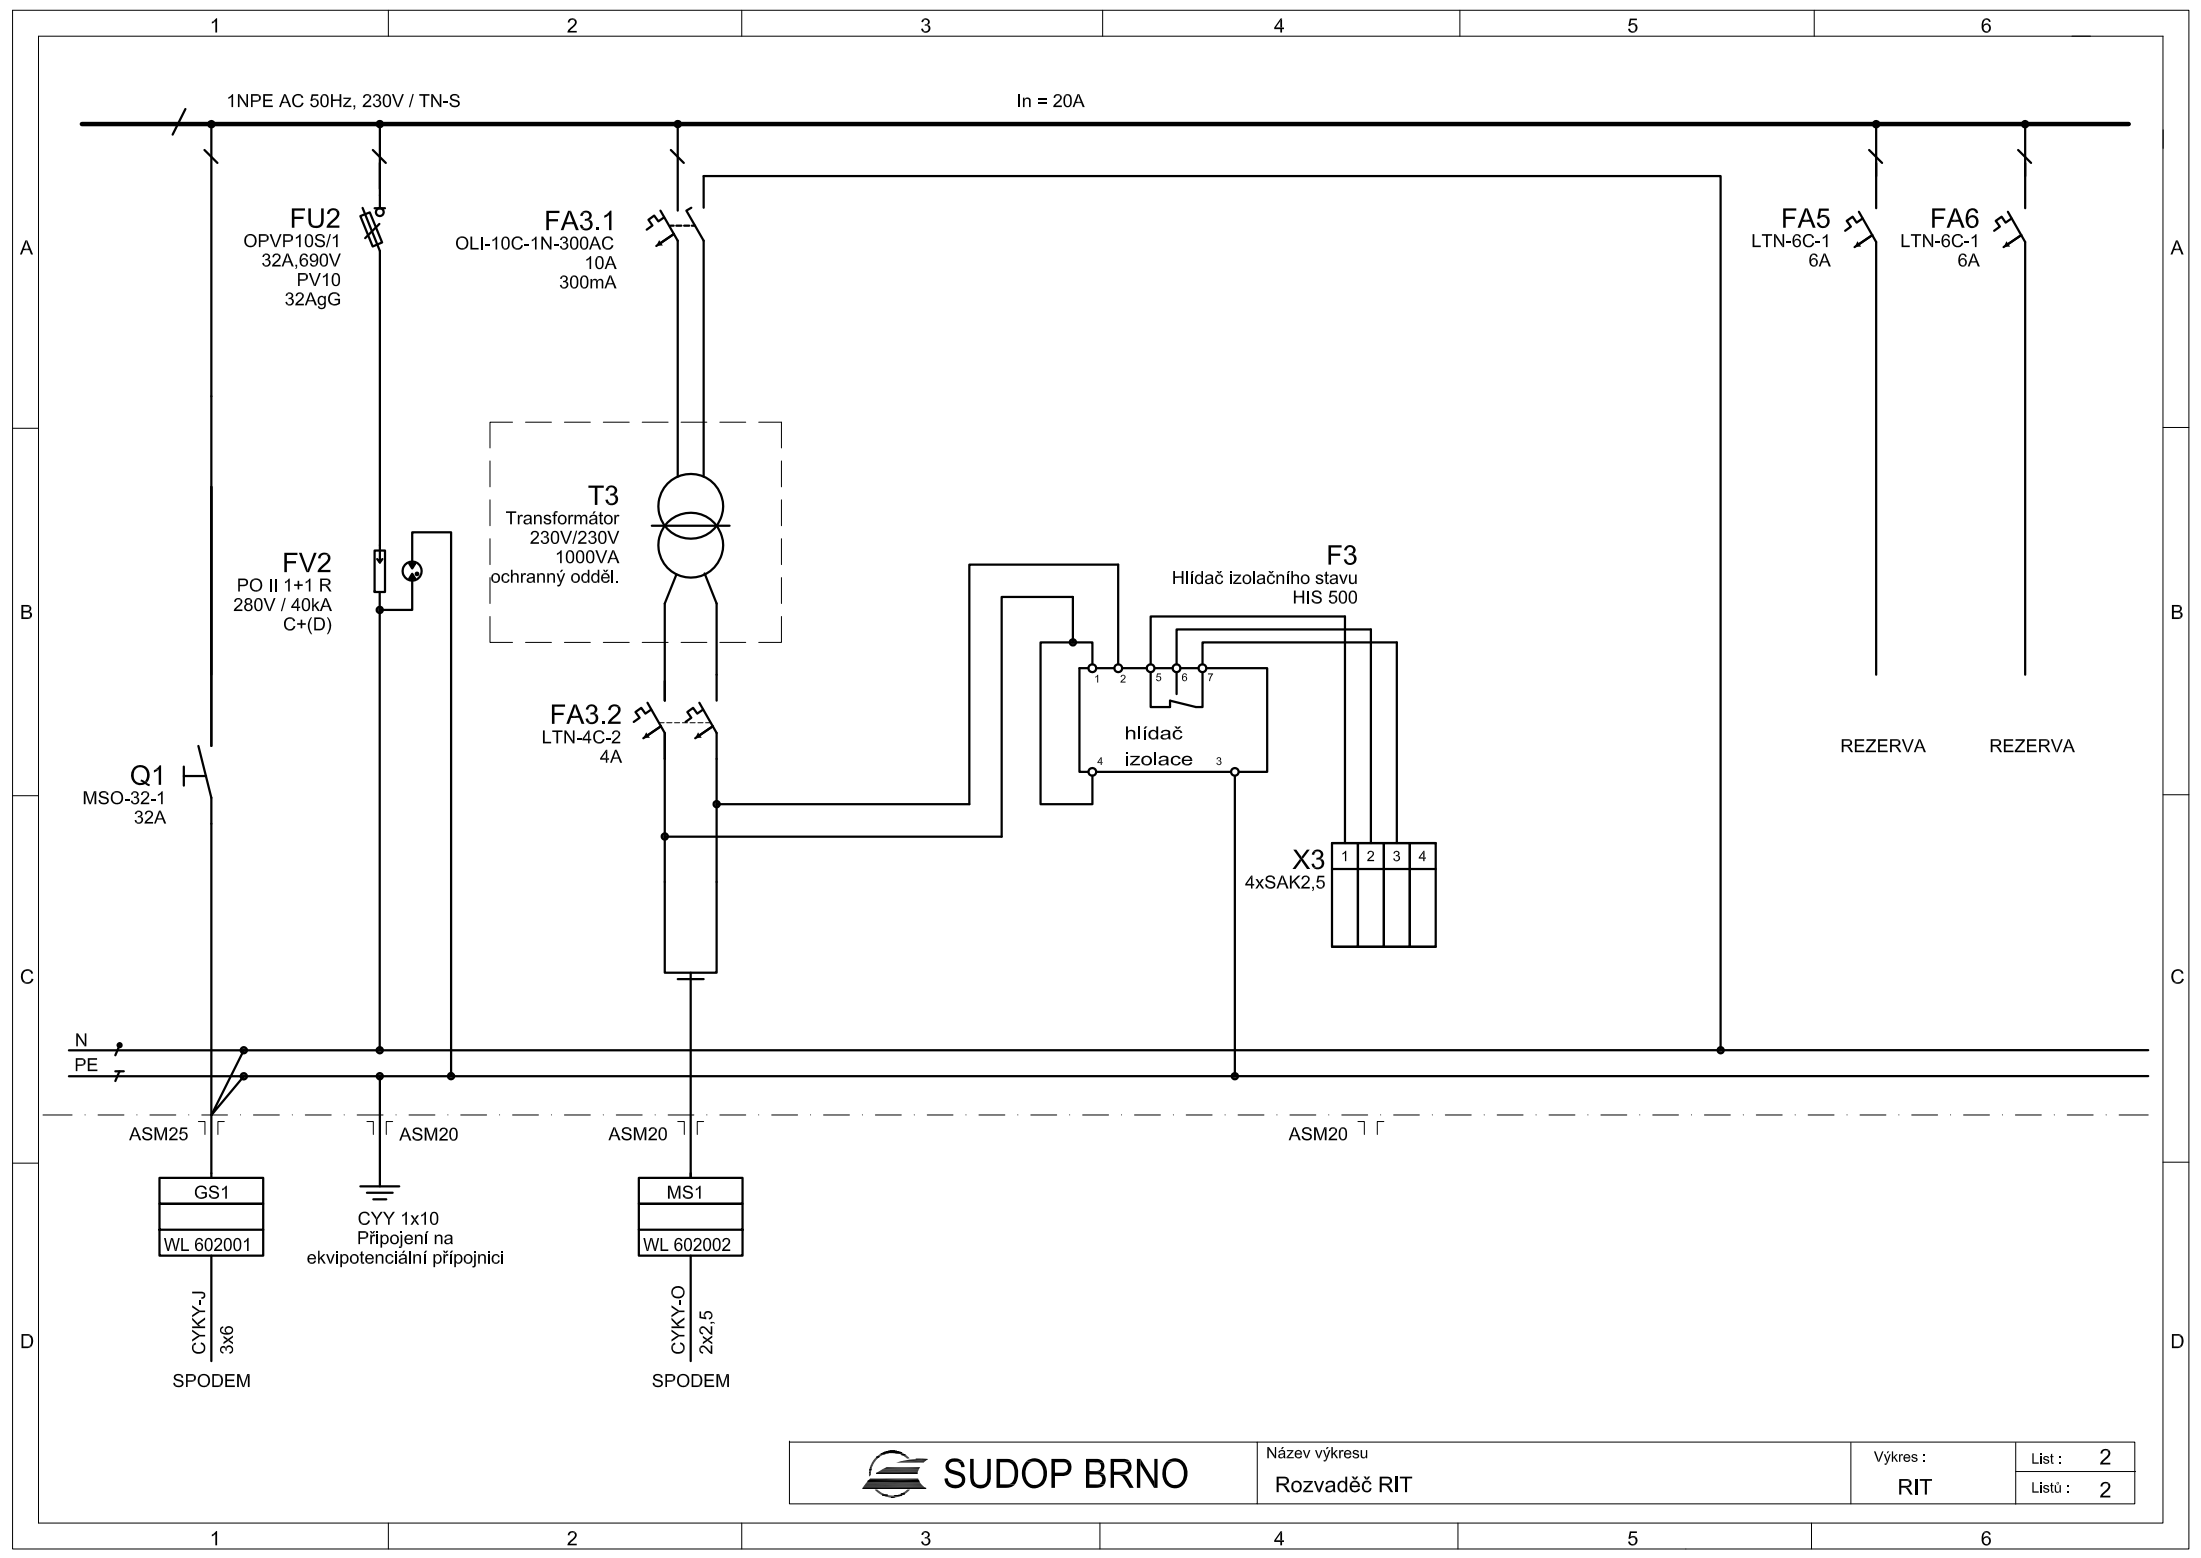 1 2 3 4 5 6
1NPE AC 50Hz, 230V / TN-S
In = 20A
A
A
FU2
OPVP10S/1
32A,690V
PV10
32AgG
FA3.1
OLI-10C-1N-300AC
10A
300mA
FA5
LTN-6C-1
6A
FA6
LTN-6C-1
6A
T3
Transformátor
230V/230V
1000VA
ochranný odděl.
FV2
PO II 1+1 R
280V / 40kA
C+(D)
F3
Hlídač izolačního stavu
HIS 500
B
B
1 2 5 6 7
hlídač
izolace
4 3
FA3.2
LTN-4C-2
4A
REZERVA
REZERVA
Q1
MSO-32-1
32A
X3
4xSAK2,5
1 2 3 4
C
C
N
PE
ASM25
ASM20
ASM20
ASM20
GS1
WL 602001
CYY 1x10
Připojení na
ekvipotenciální přípojnici
MS1
WL 602002
CYKY-J
3x6
SPODEM
CYKY-O
2x2,5
SPODEM
D
D
SUDOP BRNO
Název výkresu
Rozvaděč RIT
Výkres :
RIT
List : 2
Listů : 2
1 2 3 4 5 6